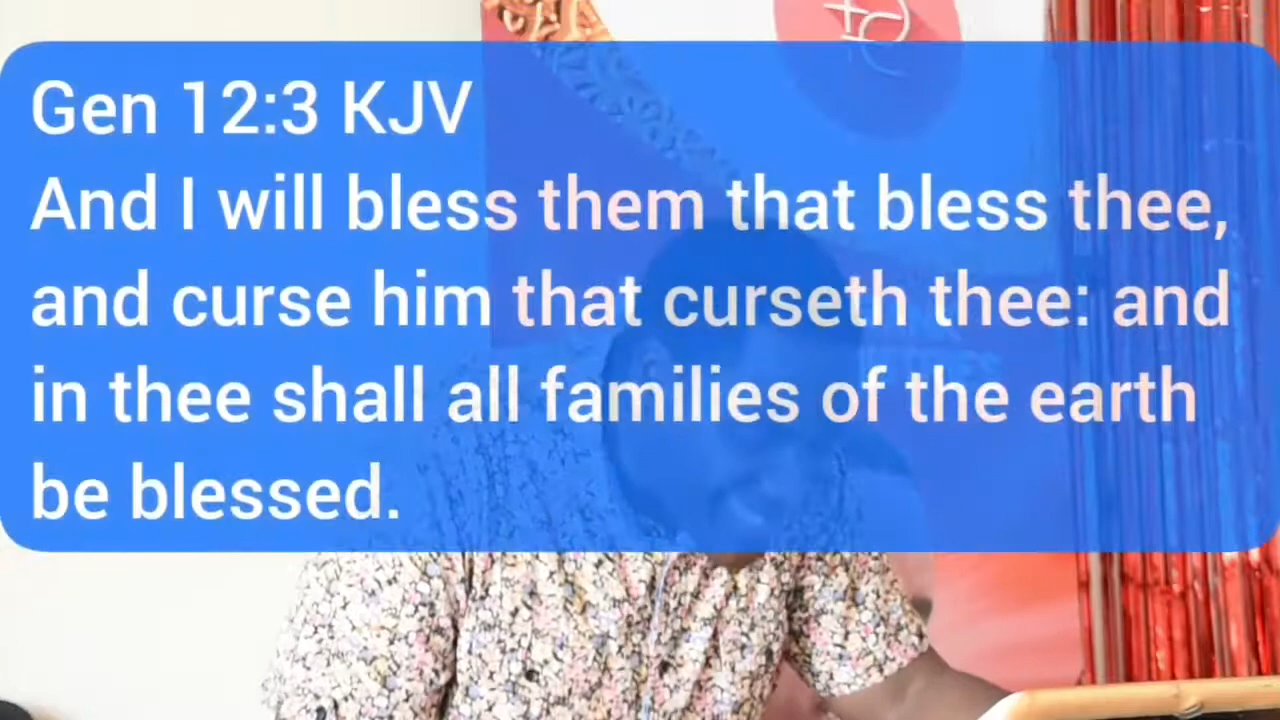 Gen 12:3 KJV
And I will bless them that bless thee,
and curse him that curseth thee: and
in thee shall all families of the earth
be blessed.